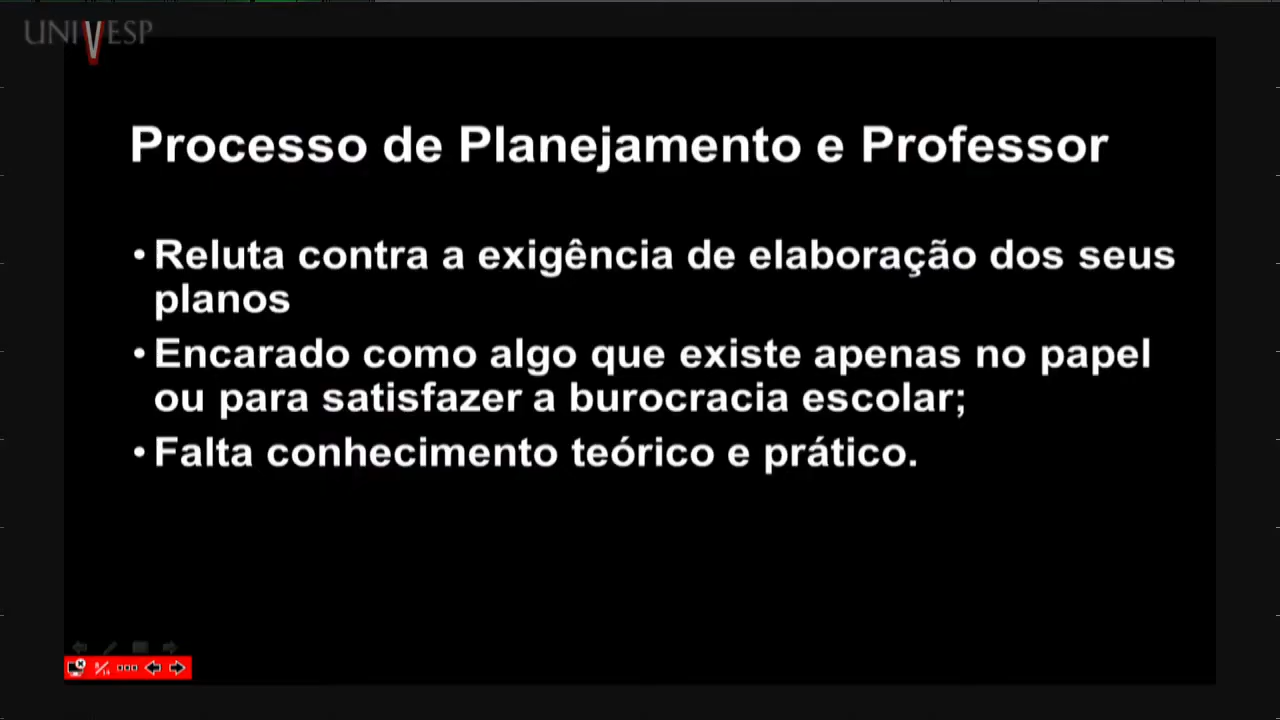 UNIVESP
Processo de Planejamento e Professor
• Reluta contra a exigência de elaboração dos seus
planos
• Encarado como algo que existe apenas no papel
ou para satisfazer a burocracia escolar;
• Falta conhecimento teórico e prático.